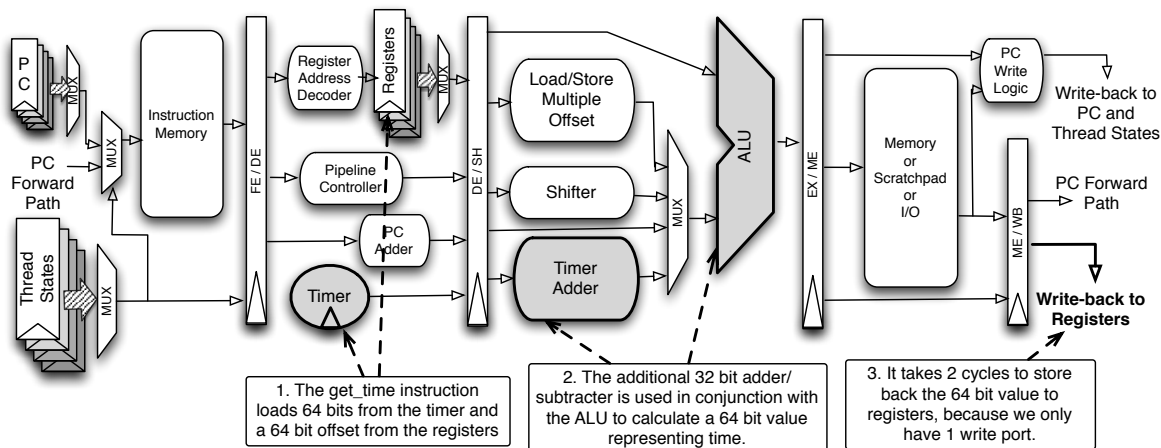 PC
MUX
PC
Forward
Path
MUX
Thread
States
MUX
Instruction
Memory
FE / DE
Register
Address
Decoder
Registers
MUX
Pipeline
Controller
PC
Adder
Timer
DE / SH
Load/Store
Multiple
Offset
Shifter
Timer
Adder
MUX
ALU
EX / ME
Memory
or
Scratchpad
or
I/O
PC
Write
Logic
Write-back to
PC and
Thread States
ME / WB
PC Forward
Path
Write-back to
Registers
1. The get_time instruction
loads 64 bits from the timer and
a 64 bit offset from the registers
2. The additional 32 bit adder/
subtracter is used in conjunction with
the ALU to calculate a 64 bit value
representing time.
3. It takes 2 cycles to store
back the 64 bit value to
registers, because we only
have 1 write port.